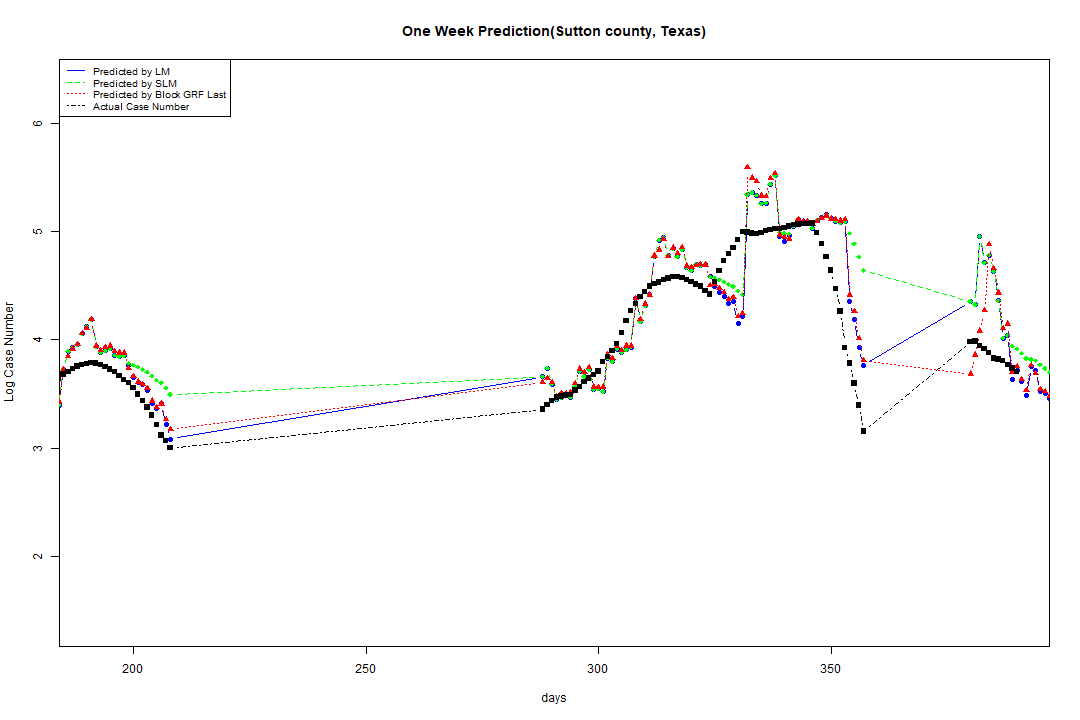 One Week Prediction(Sutton county, Texas)
Predicted by LM
Predicted by SLM
Predicted by Block GRF Last
Actual Case Number
Log Case Number
6
5
4
3
2
200 250 300 350
days